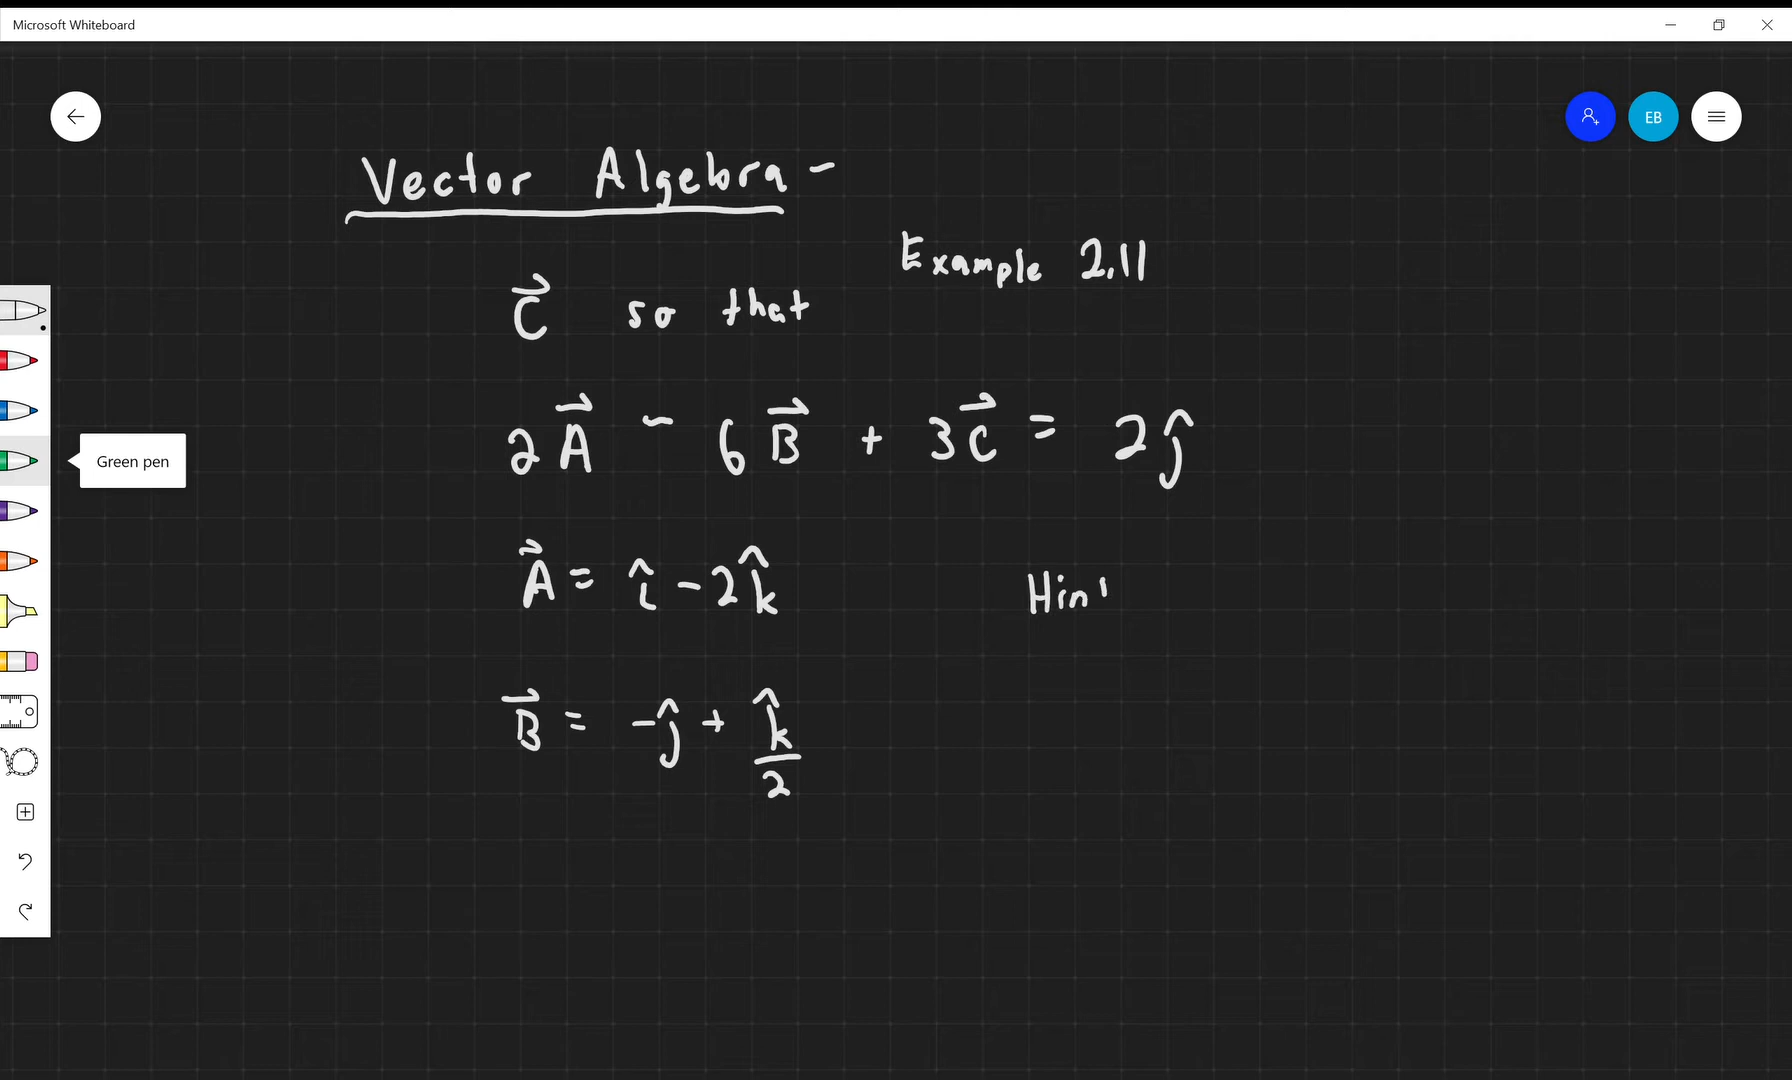 Microsoft Whiteboard
EB
Vector Algebra -
Example 2.11
C⃗ so that
2A⃗ - 6B⃗ + 3C⃗ = 2ĵ
Green pen
A⃗ = î - 2k̂
Hin'
B⃗ = -ĵ + k̂/2